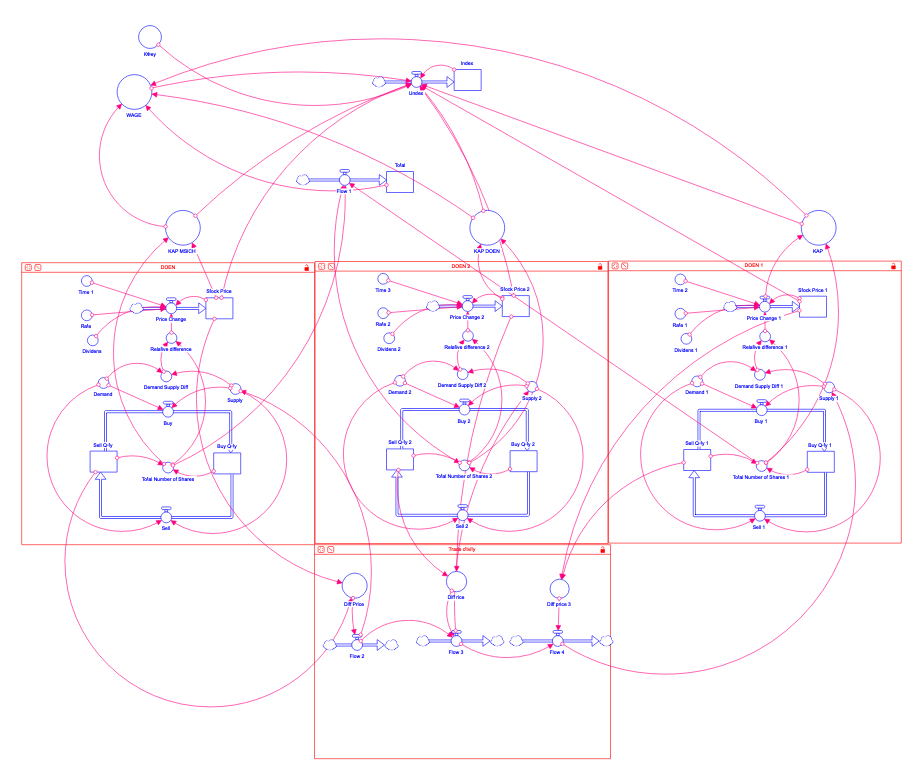 Kfrey
Index
WAGE
Uindex
Total
Flow 1
KAP MSICH
KAP DOEN
KAP
DOEN
DOEN 2
DOEN 1
Time 1
Stock Price
Rate
Price Change
Dividens
Relative difference
Demand Supply Diff
Demand
Supply
Buy
Sell Q-ty
Buy Q-ty
Total Number of Shares
Sell
Time 3
Stock Price 2
Rate 2
Price Change 2
Dividens 2
Relative difference 2
Demand Supply Diff 2
Demand 2
Supply 2
Buy 2
Sell Q-ty 2
Buy Q-ty 2
Total Number of Shares 2
Sell 2
Time 2
Stock Price 1
Rate 1
Price Change 1
Dividens 1
Relative difference 1
Demand Supply Diff 1
Demand 1
Supply 1
Buy 1
Sell Q-ty 1
Buy Q-ty 1
Total Number of Shares 1
Sell 1
Diff Price
Diff rice
Diff price 3
Flow 2
Flow 3
Flow 4